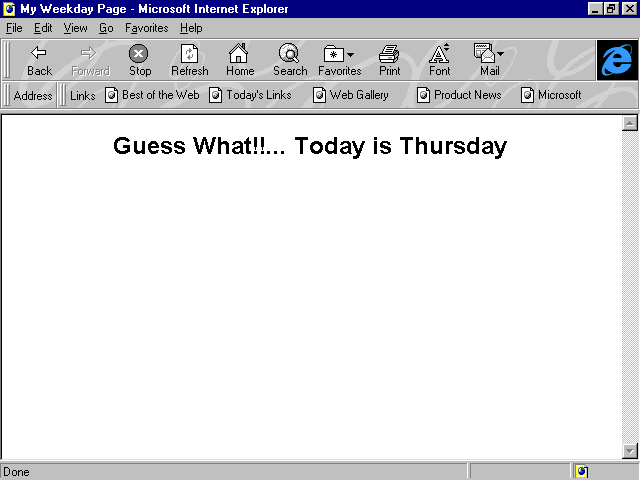 My Weekday Page - Microsoft Internet Explorer
File Edit View Go Favorites Help
Back Forward Stop Refresh Home Search Favorites Print Font Mail
Address Links Best of the Web Today's Links Web Gallery Product News Microsoft
Guess What!!... Today is Thursday
Done